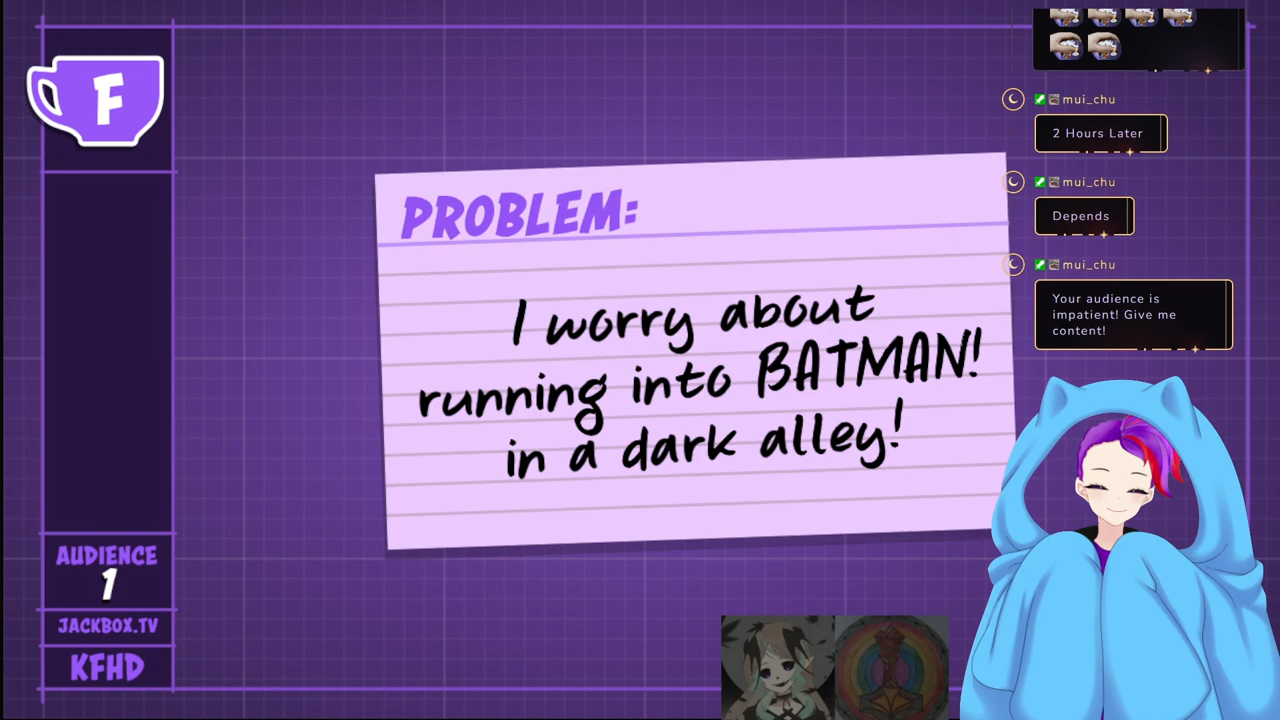 F
PROBLEM:
I worry about
running into BATMAN!
in a dark alley!
AUDIENCE
1
JACKBOX.TV
KFHD
mui_chu
2 Hours Later
mui_chu
Depends
mui_chu
Your audience is
impatient! Give me
content!